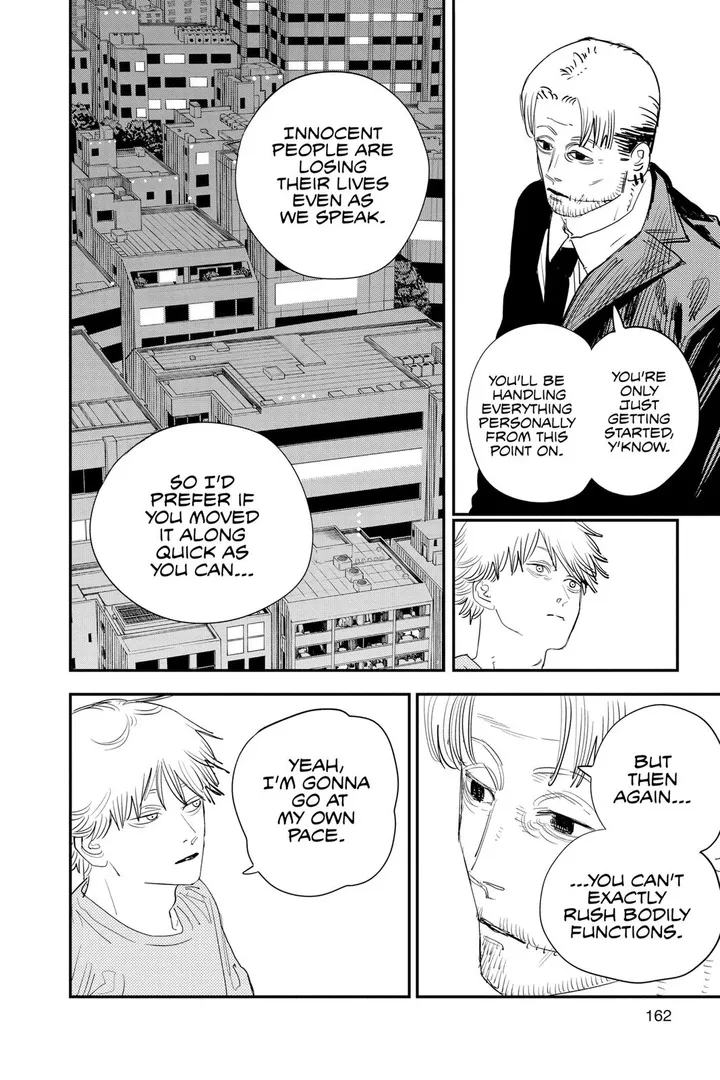 YOU'RE
ONLY
JUST
GETTING
STARTED,
Y'KNOW.
YOU'LL BE
HANDLING
EVERYTHING
PERSONALLY
FROM THIS
POINT ON.
INNOCENT
PEOPLE ARE
LOSING
THEIR LIVES
EVEN AS
WE SPEAK.
SO I'D
PREFER IF
YOU MOVED
IT ALONG
QUICK AS
YOU CAN...
BUT
THEN
AGAIN...
...YOU CAN'T
EXACTLY
RUSH BODILY
FUNCTIONS.
YEAH,
I'M GONNA
GO AT
MY OWN
PACE.
162